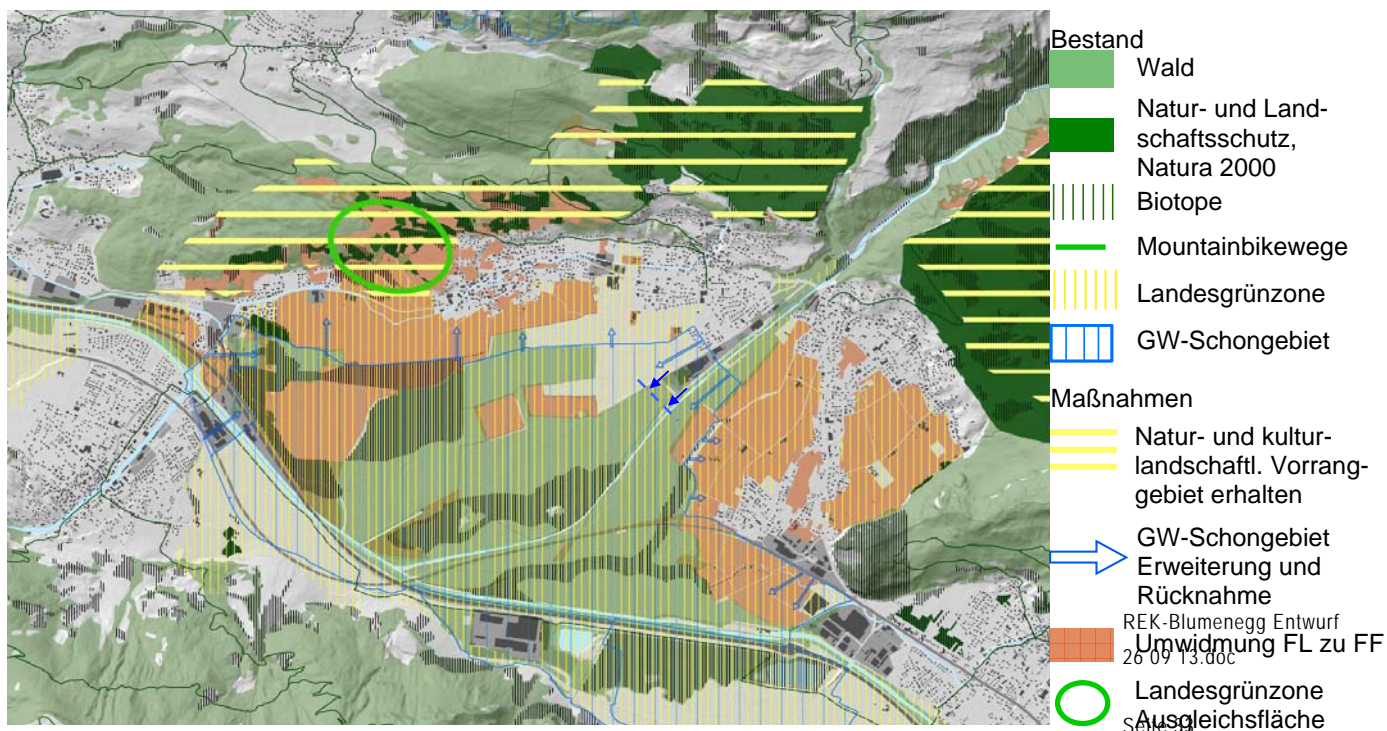 Bestand
Wald
Natur- und Land-
schaftsschutz,
Natura 2000
Biotope
Mountainbikewege
Landesgrünzone
GW-Schongebiet
Maßnahmen
Natur- und kultur-
landschaftl. Vorrang-
gebiet erhalten
GW-Schongebiet
Erweiterung und
Rücknahme
REK-Blumenegg Entwurf
Umwidmung FL zu FF
26 09 13.doc
Landesgrünzone
Ausgleichsfläche
Seite 93